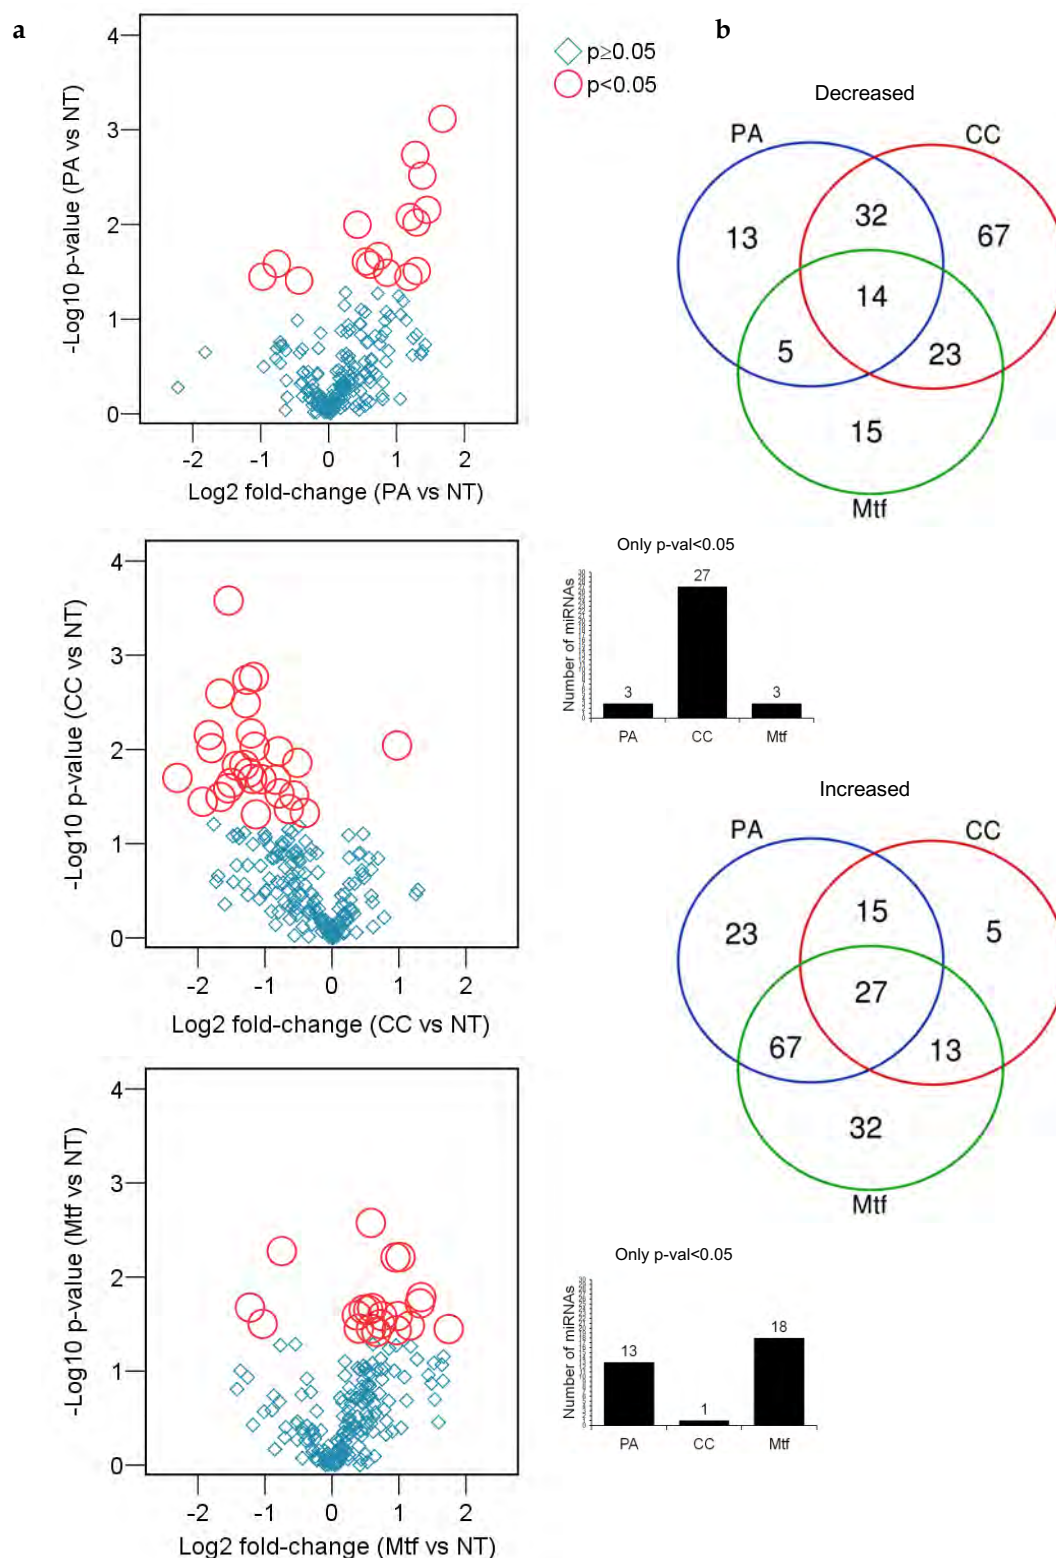 a
b
p≥0.05
p<0.05
-Log10 p-value (PA vs NT)
4
3
2
1
0
-2
-1
0
1
2
Log2 fold-change (PA vs NT)
Decreased
PA
CC
13
32
67
14
5
23
15
Mtf
-Log10 p-value (CC vs NT)
4
3
2
1
0
-2
-1
0
1
2
Log2 fold-change (CC vs NT)
Only p-val<0.05
Number of miRNAs
3
27
3
PA
CC
Mtf
Increased
PA
CC
23
15
5
27
67
13
32
Mtf
-Log10 p-value (Mtf vs NT)
4
3
2
1
0
-2
-1
0
1
2
Log2 fold-change (Mtf vs NT)
Only p-val<0.05
Number of miRNAs
13
1
18
PA
CC
Mtf